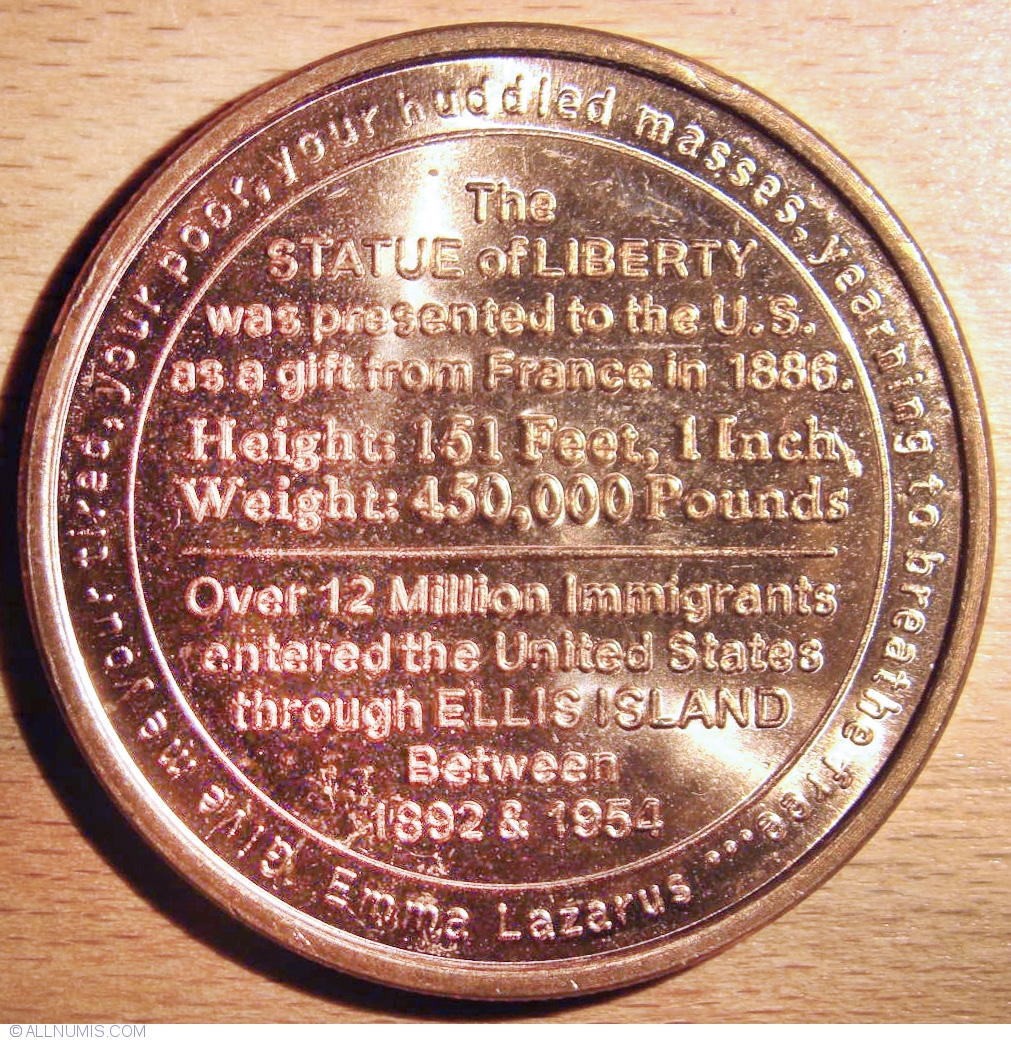 Give me your tired, your poor, your huddled masses, yearning to breathe free...
Emma Lazarus
The
STATUE of LIBERTY
was presented to the U.S.
as a gift from France in 1886.
Height: 151 Feet, 1 Inch
Weight: 450,000 Pounds
Over 12 Million Immigrants
entered the United States
through ELLIS ISLAND
Between
1892 & 1954
© ALLNUMIS.COM